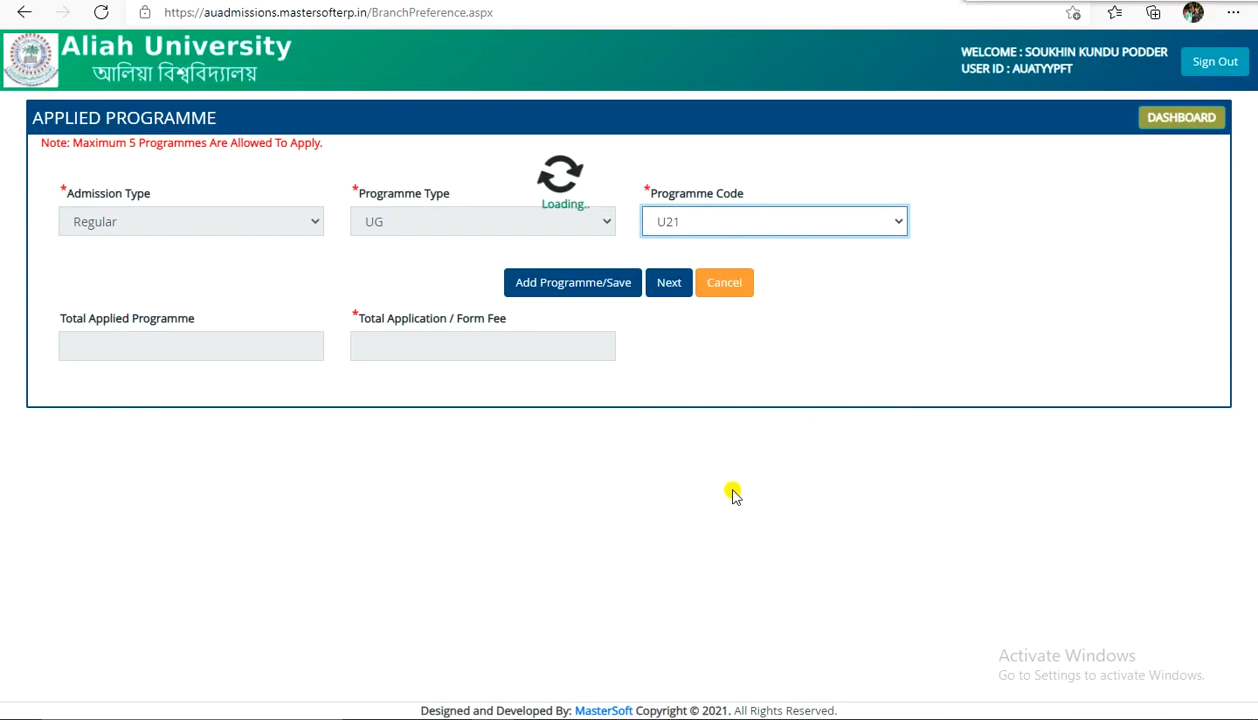 https://auadmissions.mastersofterp.in/BranchPreference.aspx
Aliah University
আলিয়া বিশ্ববিদ্যালয়
WELCOME : SOUKHIN KUNDU PODDER
USER ID : AUATYYPFT
Sign Out
APPLIED PROGRAMME
DASHBOARD
Note: Maximum 5 Programmes Are Allowed To Apply.
Loading..
*Admission Type
*Programme Type
*Programme Code
Regular
UG
U21
Add Programme/Save
Next
Cancel
Total Applied Programme
*Total Application / Form Fee
Activate Windows
Go to Settings to activate Windows.
Designed and Developed By: MasterSoft Copyright © 2021. All Rights Reserved.